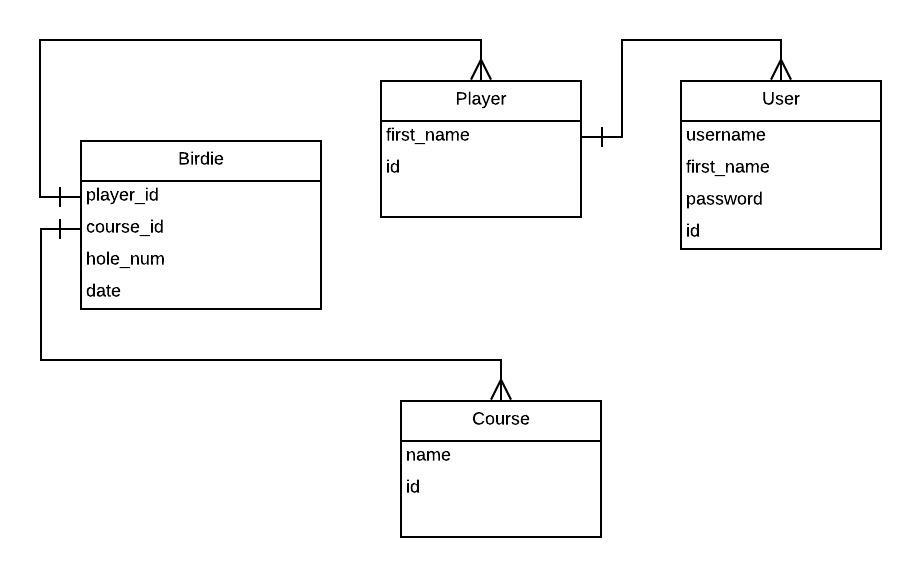 Birdie
player_id
course_id
hole_num
date
Player
first_name
id
User
username
first_name
password
id
Course
name
id